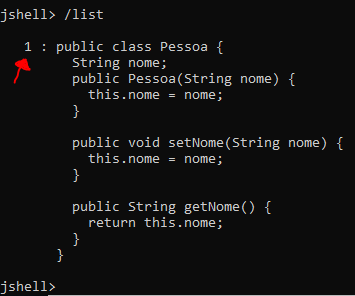 jshell> /list
1 : public class Pessoa {
String nome;
public Pessoa(String nome) {
this.nome = nome;
}
public void setNome(String nome) {
this.nome = nome;
}
public String getNome() {
return this.nome;
}
}
jshell>